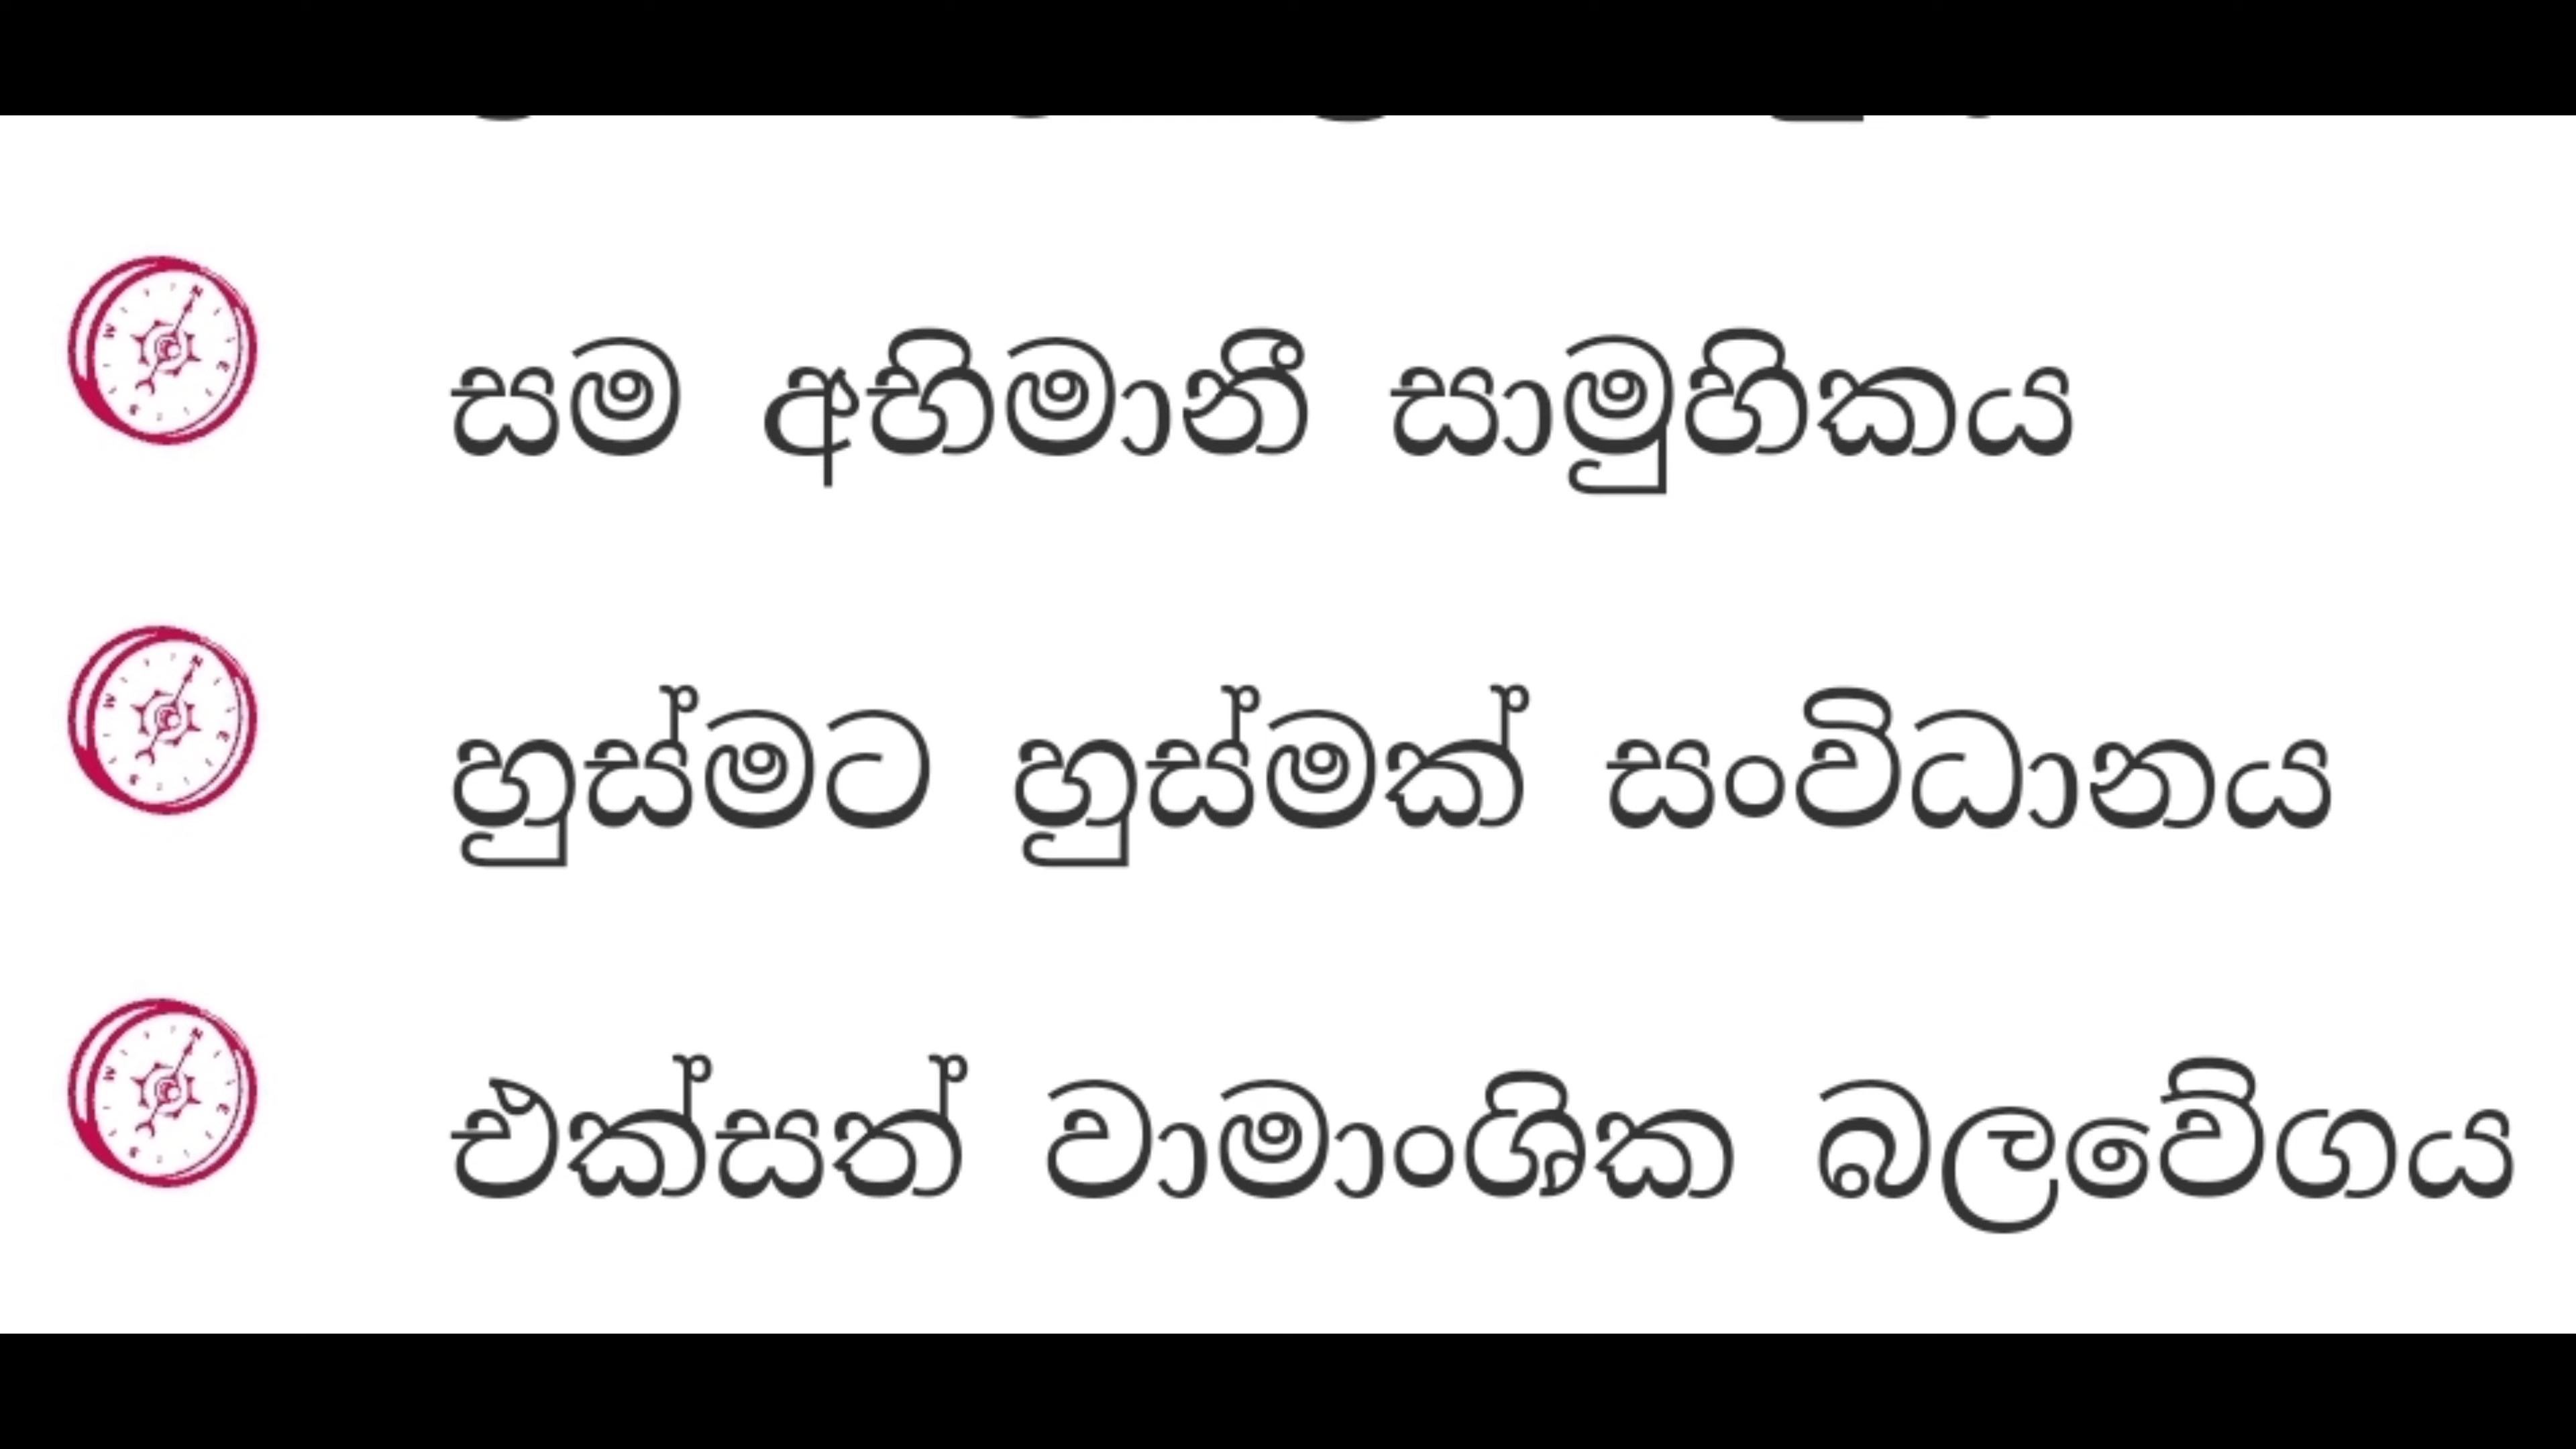 සම අභිමානී සාමුහිකය
හුස්මට හුස්මක් සංවිධානය
එක්සත් වාමාංශික බලවේගය